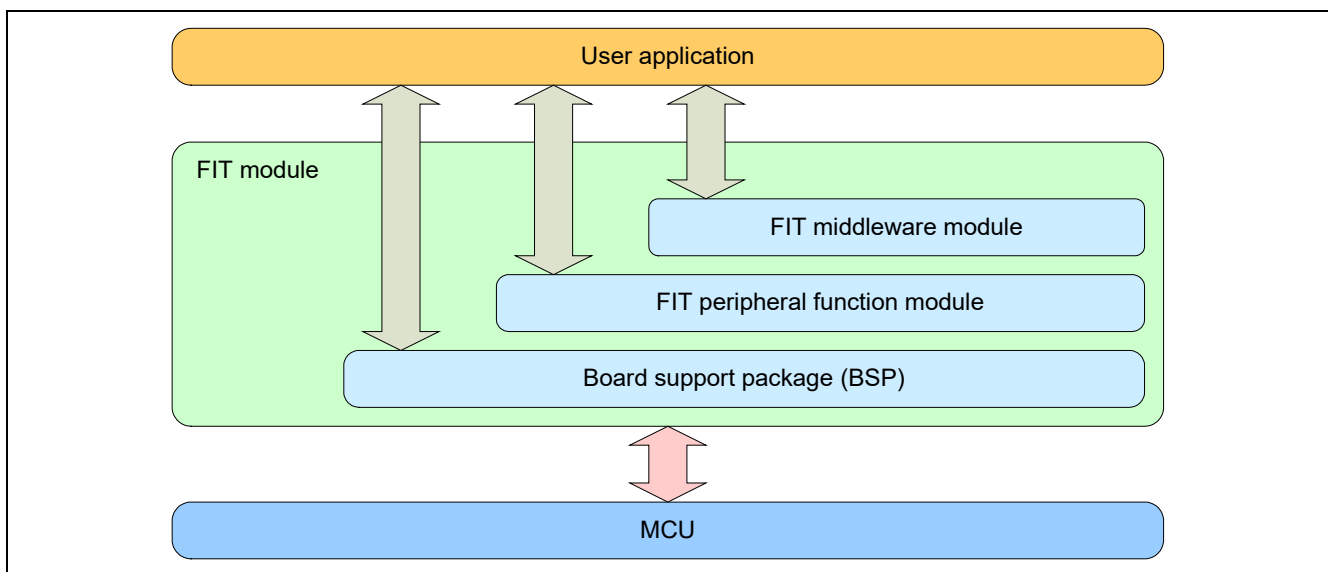 User application
FIT module
FIT middleware module
FIT peripheral function module
Board support package (BSP)
MCU